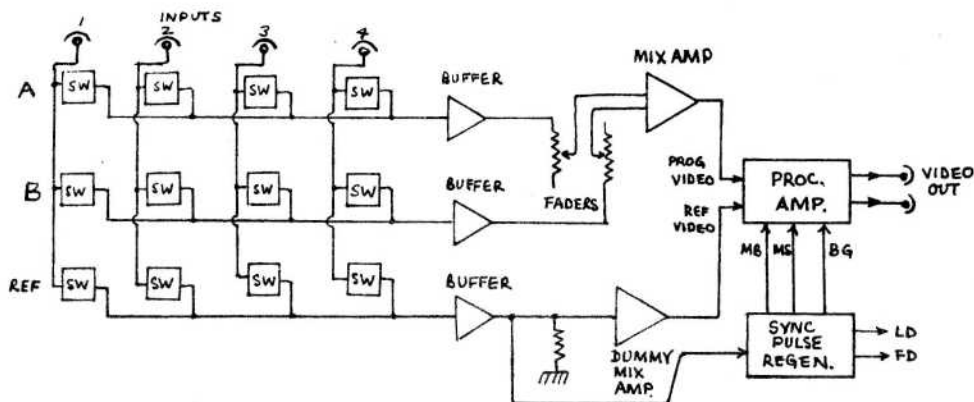 INPUTS
1 2 3 4
A
SW SW SW SW
BUFFER
MIX AMP
B
SW SW SW SW
BUFFER
FADERS
PROG
VIDEO
REF
VIDEO
PROC.
AMP.
VIDEO
OUT
MB MS BG
REF
SW SW SW SW
BUFFER
DUMMY
MIX
AMP.
SYNC
PULSE
REGEN.
LD
FD